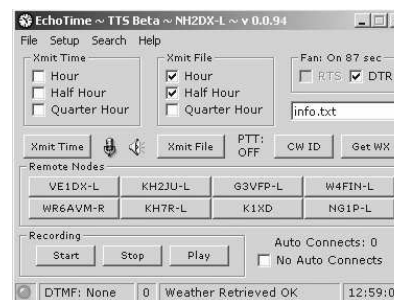 EchoTime ~ TTS Beta ~ NH2DX-L ~ v 0.0.94
File Setup Search Help
Xmit Time
Hour
Half Hour
Quarter Hour
Xmit File
Hour
Half Hour
Quarter Hour
Fan: On 87 sec
RTS DTR
info.txt
Xmit Time Xmit File PTT: OFF CW ID Get WX
Remote Nodes
VE1DX-L KH2JU-L G3VFP-L W4FIN-L
WR6AVM-R KH7R-L K1XD NG1P-L
Recording
Start Stop Play
Auto Connects: 0
No Auto Connects
DTMF: None 0 Weather Retrieved OK 12:59:0